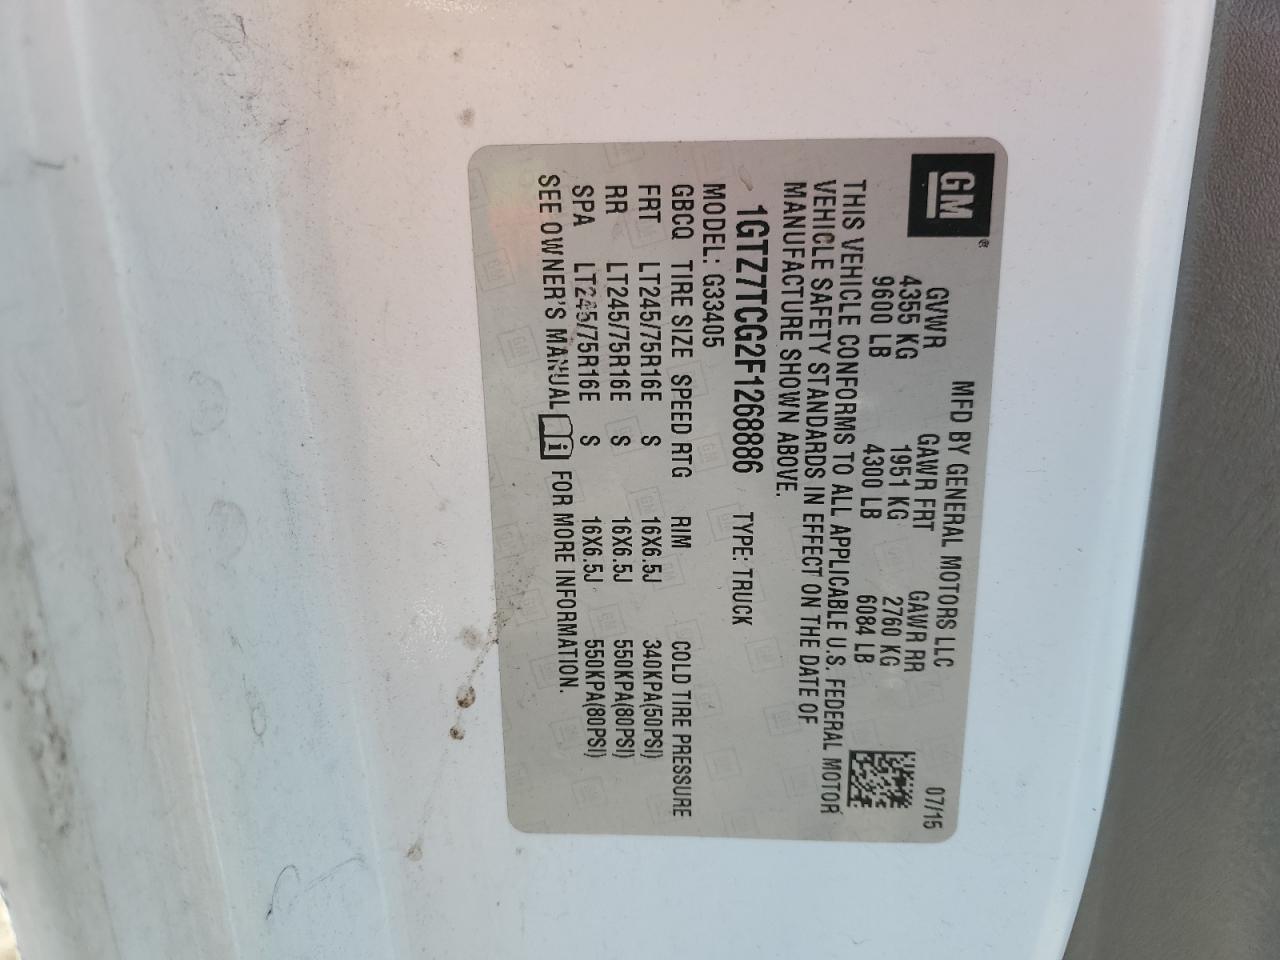 GM®
MFD BY GENERAL MOTORS LLC 07/15
GVWR GAWR FRT GAWR RR
4355 KG 1951 KG 2760 KG
9600 LB 4300 LB 6084 LB
THIS VEHICLE CONFORMS TO ALL APPLICABLE U.S. FEDERAL MOTOR
VEHICLE SAFETY STANDARDS IN EFFECT ON THE DATE OF
MANUFACTURE SHOWN ABOVE.
1GTZ7TCG2F1268886 TYPE: TRUCK
MODEL: G33405
GBCQ TIRE SIZE SPEED RTG RIM COLD TIRE PRESSURE
FRT LT245/75R16E S 16X6.5J 340KPA(50PSI)
RR LT245/75R16E S 16X6.5J 550KPA(80PSI)
SPA LT245/75R16E S 16X6.5J 550KPA(80PSI)
SEE OWNER'S MANUAL i FOR MORE INFORMATION.